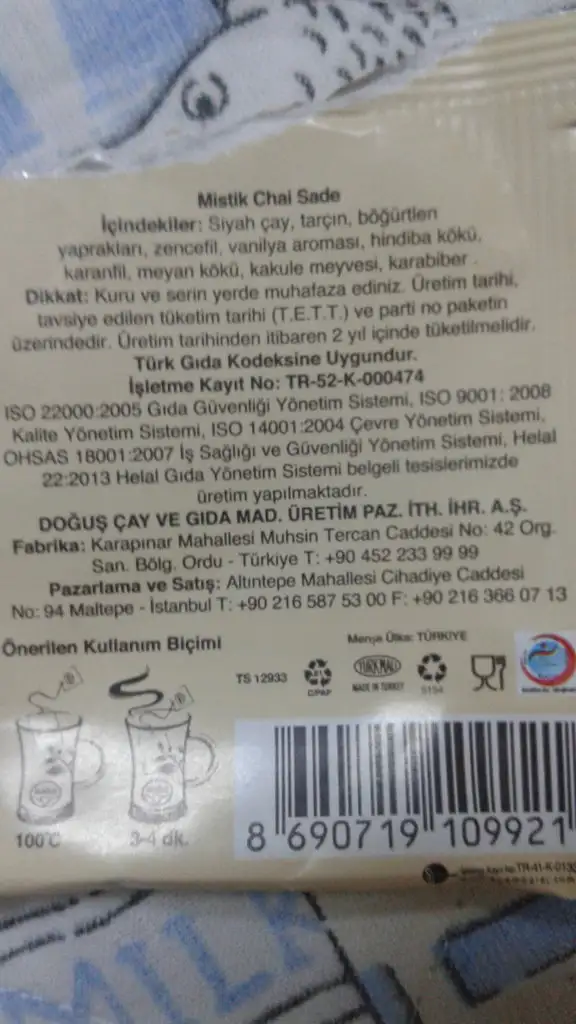 Mistik Chai Sade
İçindekiler: Siyah çay, tarçın, böğürtlen
yaprakları, zencefil, vanilya aroması, hindiba kökü,
karanfil, meyan kökü, kakule meyvesi, karabiber.
Dikkat: Kuru ve serin yerde muhafaza ediniz. Üretim tarihi,
tavsiye edilen tüketim tarihi (T.E.T.T.) ve parti no paketin
üzerindedir. Üretim tarihinden itibaren 2 yıl içinde tüketilmelidir.
Türk Gıda Kodeksine Uygundur.
İşletme Kayıt No: TR-52-K-000474
ISO 22000:2005 Gıda Güvenliği Yönetim Sistemi, ISO 9001: 2008
Kalite Yönetim Sistemi, ISO 14001:2004 Çevre Yönetim Sistemi,
OHSAS 18001:2007 İş Sağlığı ve Güvenliği Yönetim Sistemi, Helal
22:2013 Helal Gıda Yönetim Sistemi belgeli tesislerimizde
üretim yapılmaktadır.
DOĞUŞ ÇAY VE GIDA MAD. ÜRETİM PAZ. İTH. İHR. A.Ş.
Fabrika: Karapınar Mahallesi Muhsin Tercan Caddesi No: 42 Org.
San. Bölg. Ordu - Türkiye T: +90 452 233 99 99
Pazarlama ve Satış: Altıntepe Mahallesi Cihadiye Caddesi
No: 94 Maltepe - İstanbul T: +90 216 587 53 00 F: +90 216 366 07 13
Önerilen Kullanım Biçimi
Menşe Ülke: TÜRKİYE
TS 12933
81
C/PAP
TÜRK MALI
MADE IN TURKEY
5194
100°C
3-4 dk.
8 690719 109921
MILK